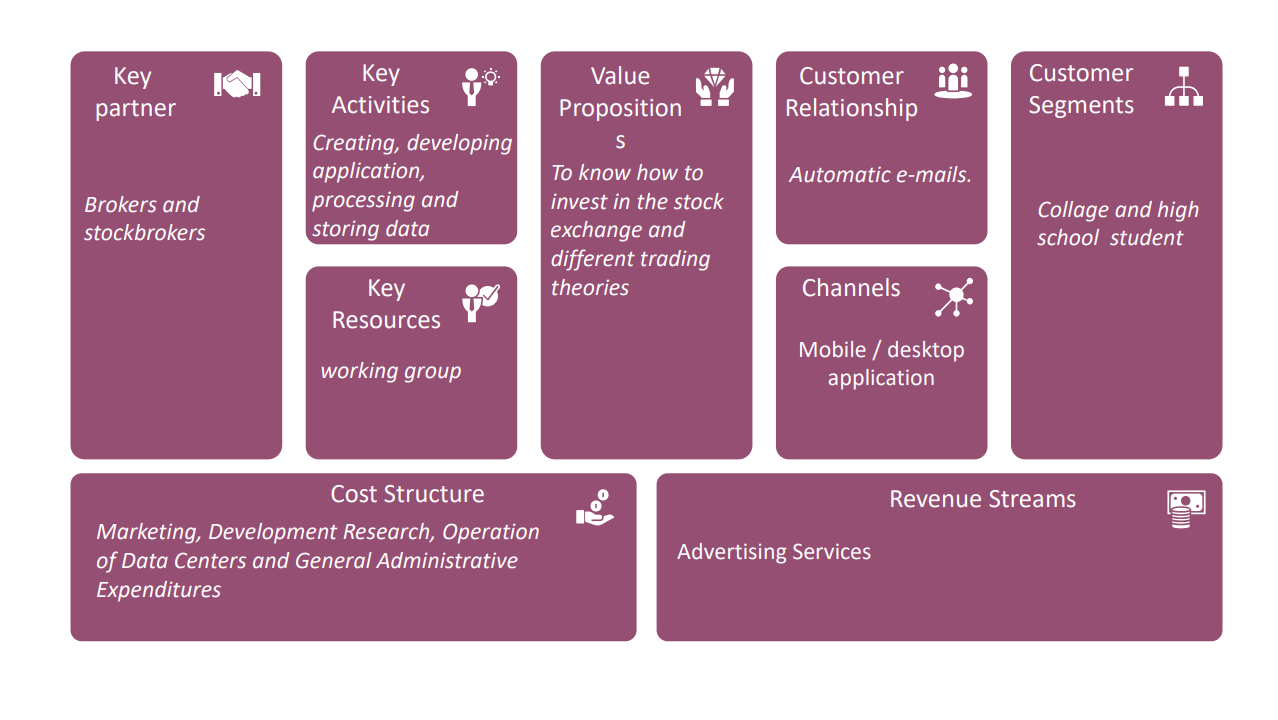 Key
partner
Brokers and
stockbrokers
Key
Activities
Creating, developing
application,
processing and
storing data
Key
Resources
working group
Value
Proposition
s
To know how to
invest in the stock
exchange and
different trading
theories
Customer
Relationship
Automatic e-mails.
Channels
Mobile / desktop
application
Customer
Segments
Collage and high
school  student
Cost Structure
Marketing, Development Research, Operation
of Data Centers and General Administrative
Expenditures
Revenue Streams
Advertising Services